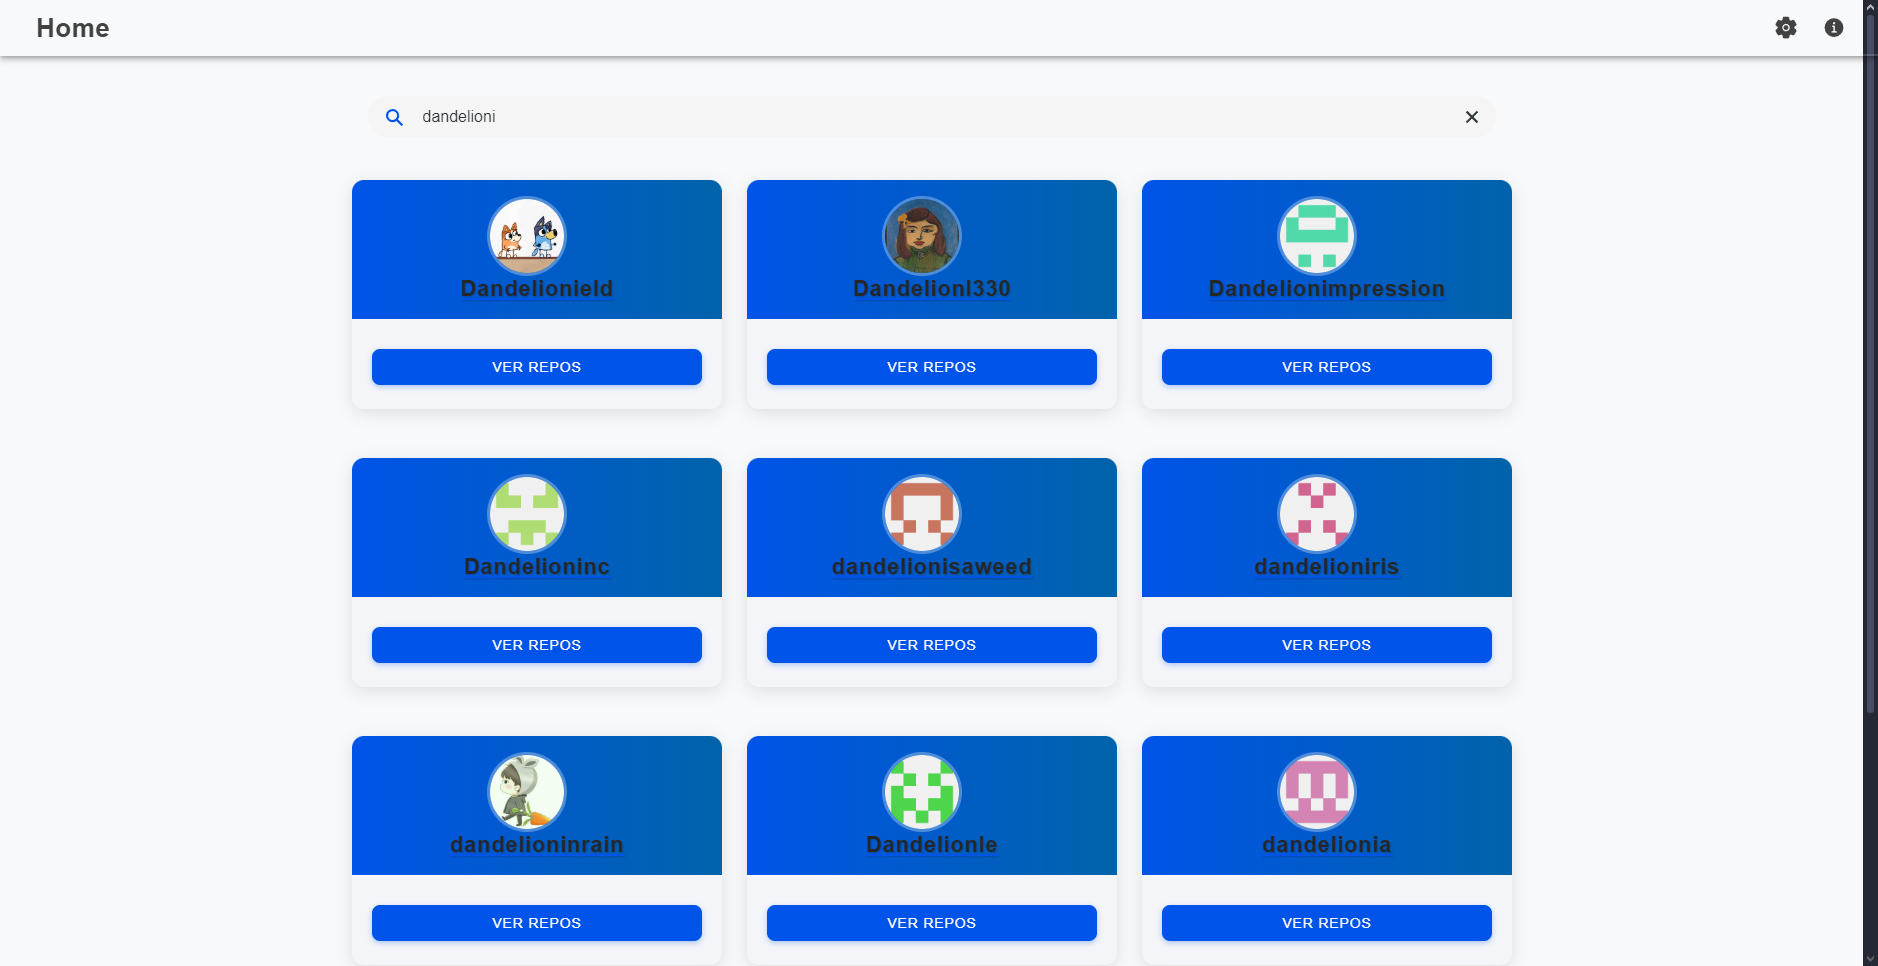 Home
dandelioni
Dandelionield
Dandelionl330
Dandelionimpression
VER REPOS
VER REPOS
VER REPOS
Dandelioninc
dandelionisaweed
dandelioniris
VER REPOS
VER REPOS
VER REPOS
dandelioninrain
Dandelionle
dandelionia
VER REPOS
VER REPOS
VER REPOS